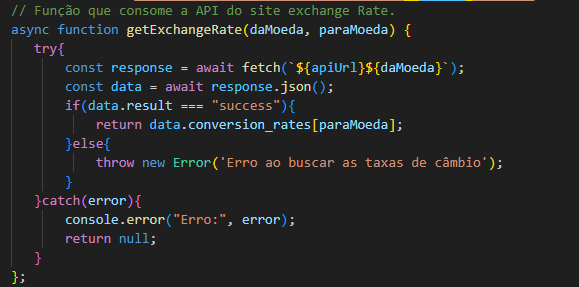 // Função que consome a API do site exchange Rate.
async function getExchangeRate(daMoeda, paraMoeda) {
    try{
        const response = await fetch(`${apiUrl}${daMoeda}`);
        const data = await response.json();
        if(data.result === "success"){
            return data.conversion_rates[paraMoeda];
        }else{
            throw new Error('Erro ao buscar as taxas de câmbio');
        }
    }catch(error){
        console.error("Erro:", error);
        return null;
    }
};